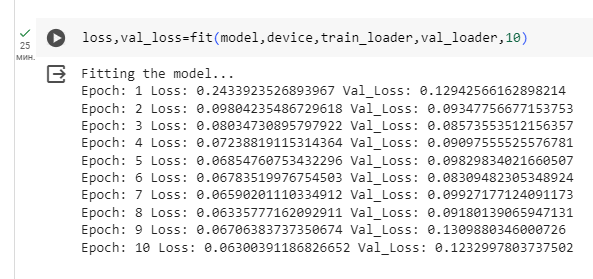 loss,val_loss=fit(model,device,train_loader,val_loader,10)
25
мин.
Fitting the model...
Epoch: 1 Loss: 0.2433923526893967 Val_Loss: 0.12942566162898214
Epoch: 2 Loss: 0.09804235486729618 Val_Loss: 0.09347756677153753
Epoch: 3 Loss: 0.08034730895797922 Val_Loss: 0.08573553512156357
Epoch: 4 Loss: 0.07238819115314364 Val_Loss: 0.09097555525576781
Epoch: 5 Loss: 0.06854760753432296 Val_Loss: 0.09829834021660507
Epoch: 6 Loss: 0.06783519976754503 Val_Loss: 0.08309482305348924
Epoch: 7 Loss: 0.06590201110334912 Val_Loss: 0.09927177124091173
Epoch: 8 Loss: 0.06335777162092911 Val_Loss: 0.09180139065947131
Epoch: 9 Loss: 0.06706383737350674 Val_Loss: 0.1309880346000726
Epoch: 10 Loss: 0.06300391186826652 Val_Loss: 0.1232997803737502